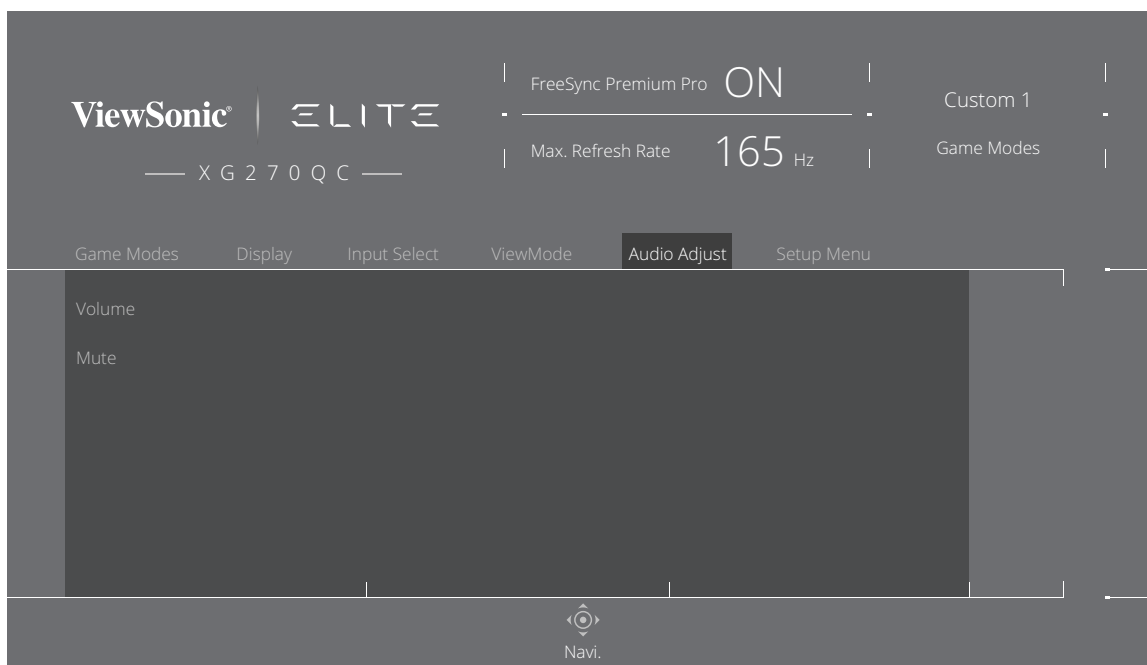 ViewSonic® ELITE
XG270QC
FreeSync Premium Pro ON
Max. Refresh Rate 165 Hz
Custom 1
Game Modes
Game Modes Display Input Select ViewMode Audio Adjust Setup Menu
Volume
Mute
Navi.